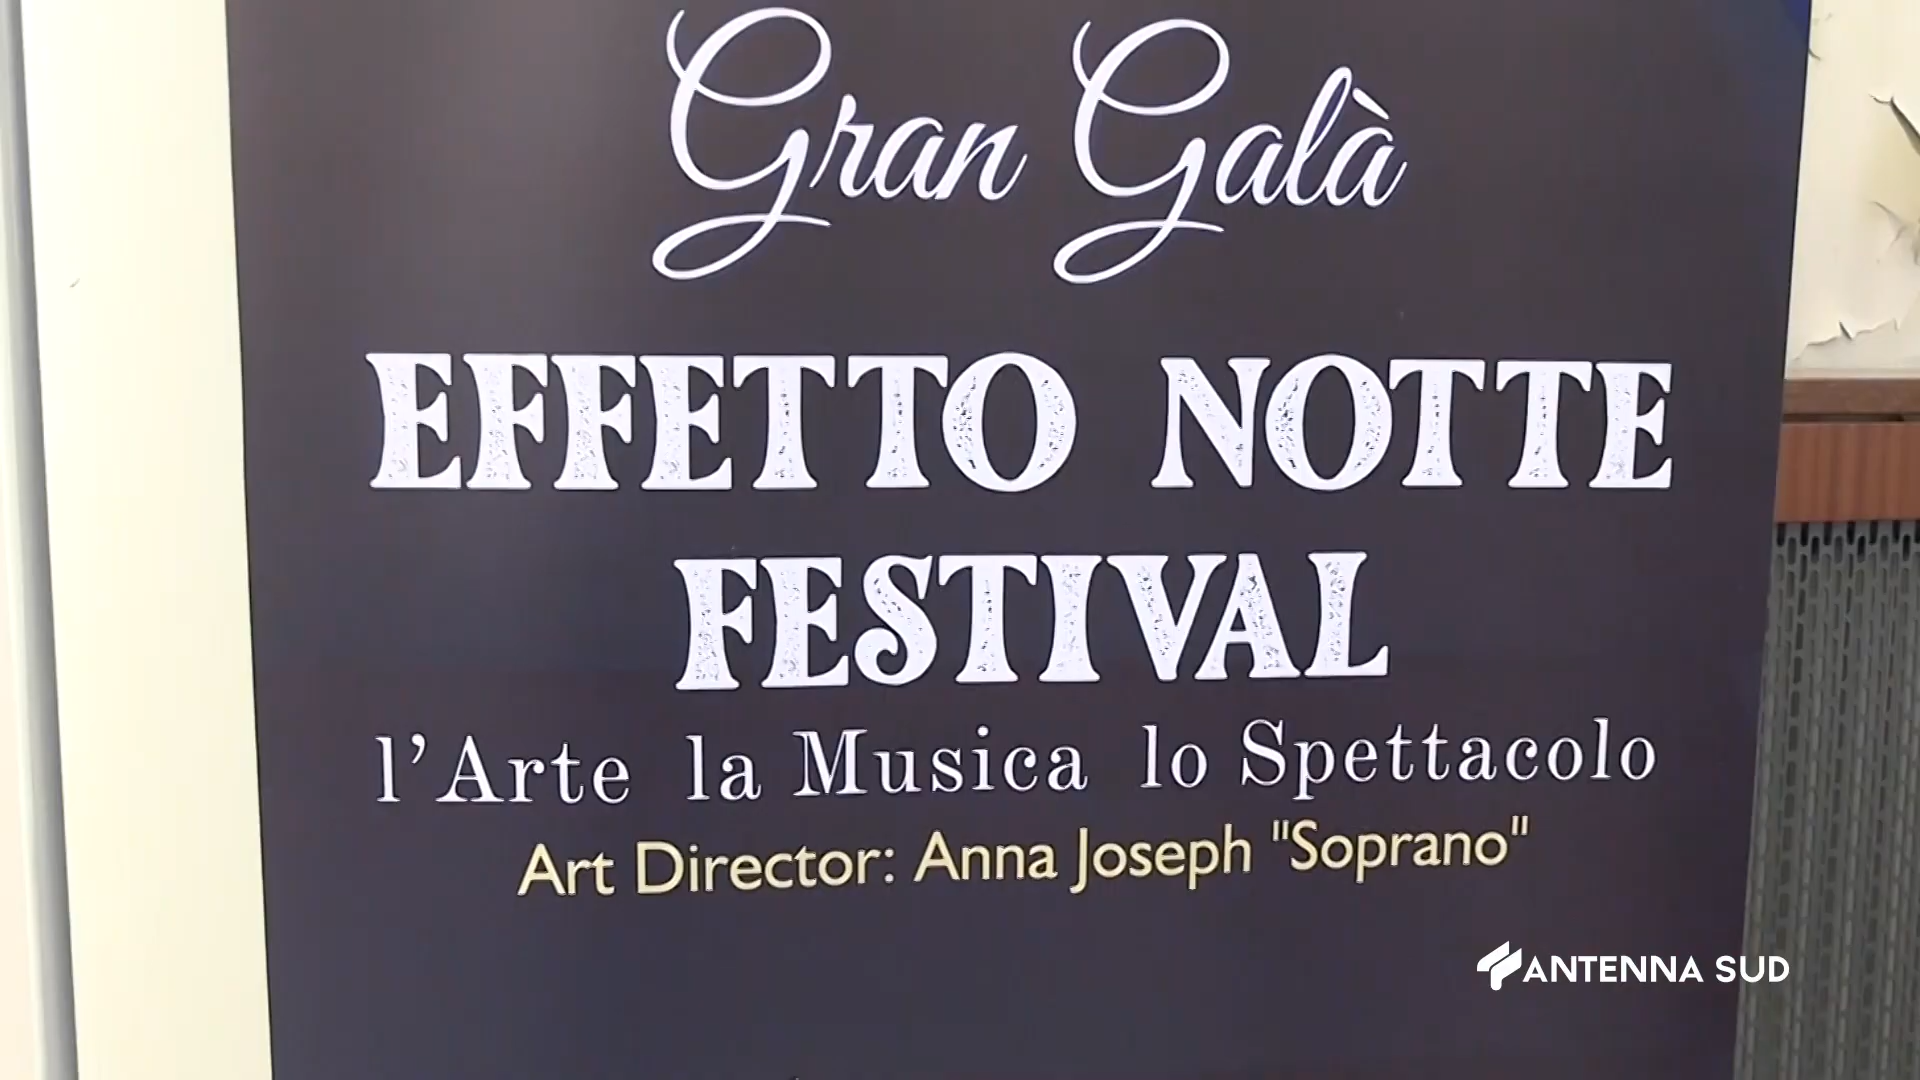 Gran Galà
EFFETTO NOTTE
FESTIVAL
l'Arte la Musica lo Spettacolo
Art Director: Anna Joseph "Soprano"
ANTENNA SUD